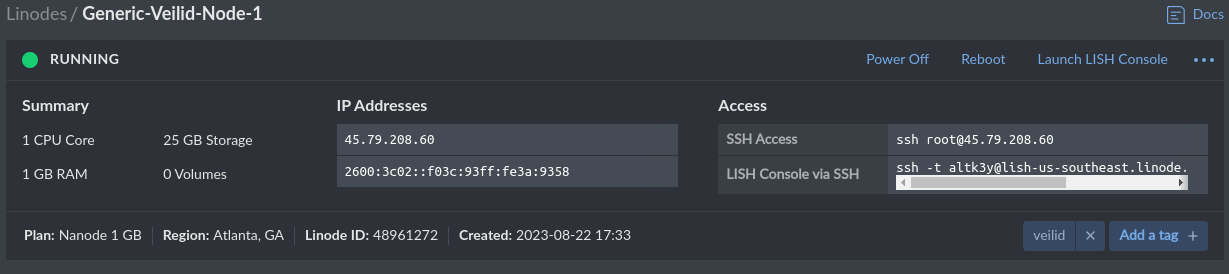 Linodes / Generic-Veilid-Node-1
Docs
RUNNING
Power Off
Reboot
Launch LISH Console
Summary
1 CPU Core
25 GB Storage
1 GB RAM
0 Volumes
IP Addresses
45.79.208.60
2600:3c02::f03c:93ff:fe3a:9358
Access
SSH Access
ssh root@45.79.208.60
LISH Console via SSH
ssh -t altk3y@lish-us-southeast.linode.
Plan: Nanode 1 GB
Region: Atlanta, GA
Linode ID: 48961272
Created: 2023-08-22 17:33
veilid ×
Add a tag +